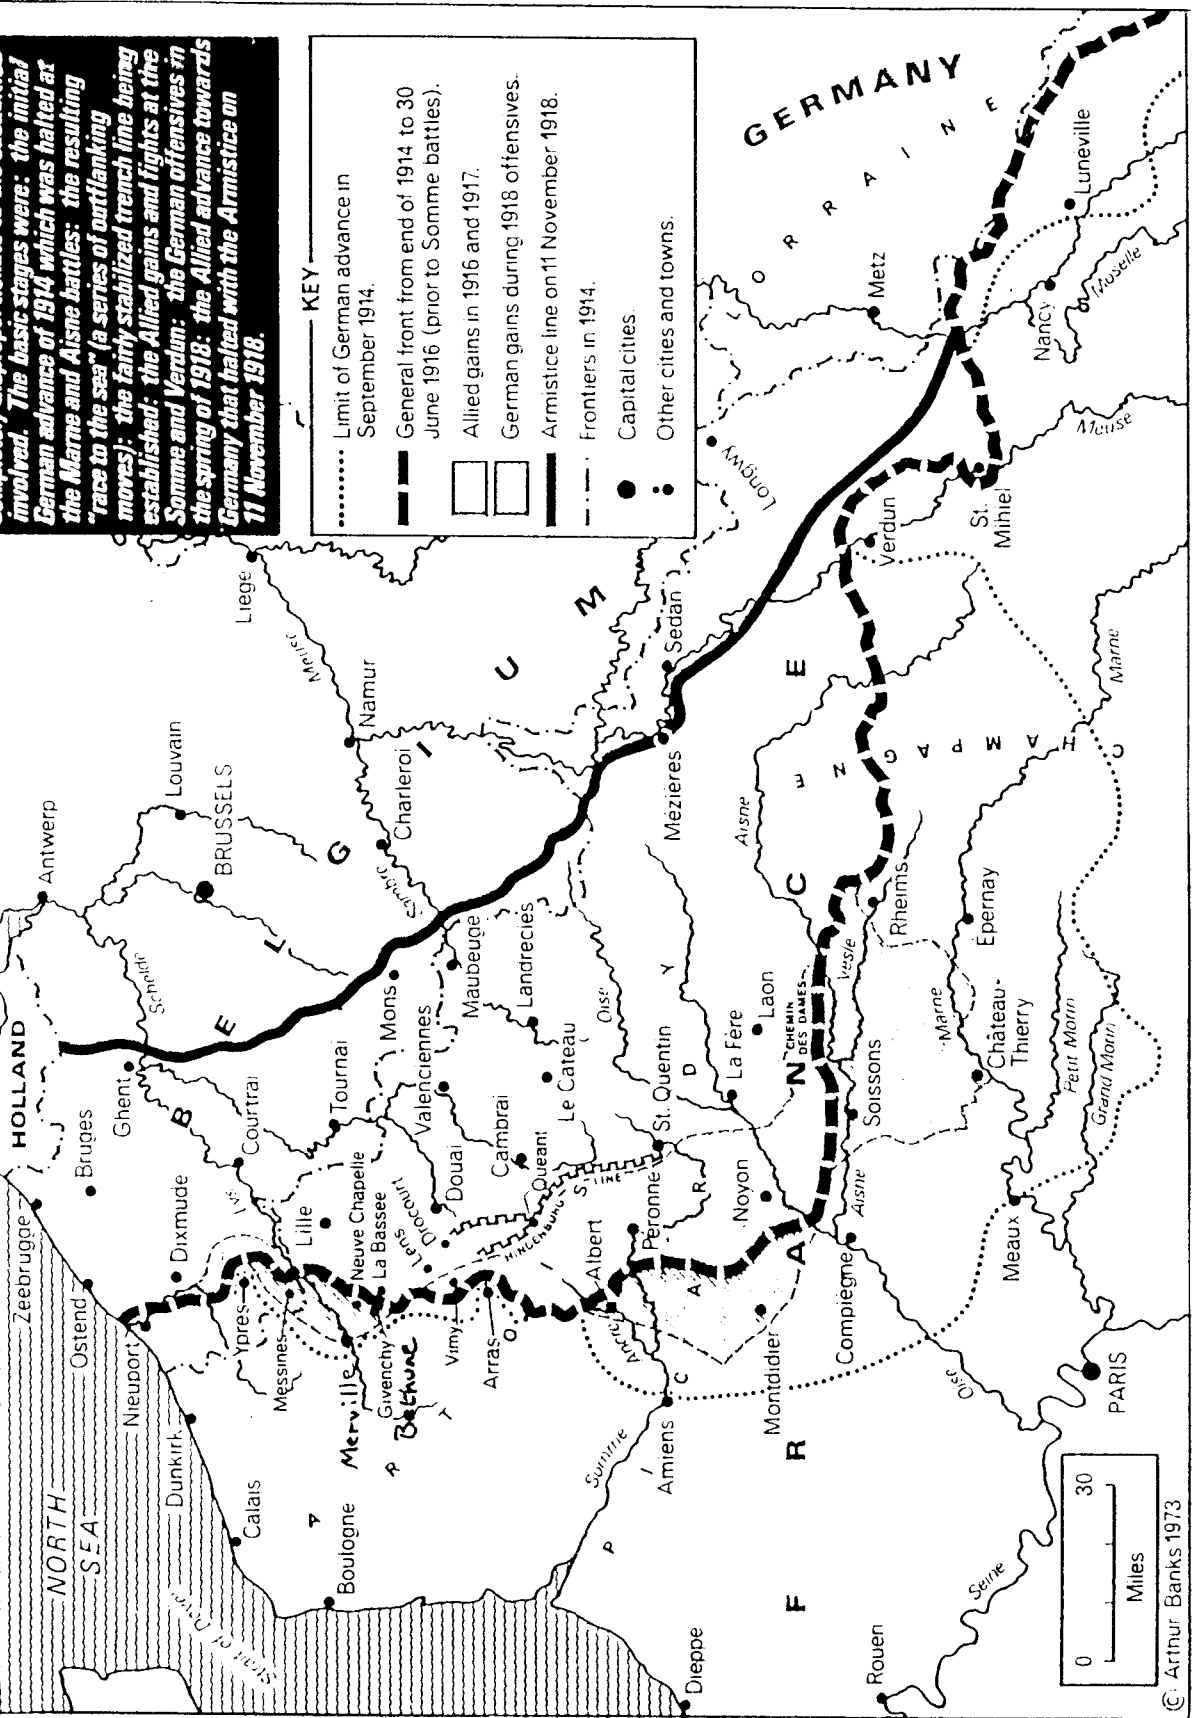 involved. The basic stages were: the initial
German advance of 1914 which was halted at
the Marne and Aisne battles: the resulting
"race to the sea" (a series of outflanking
moves): the fairly stabilized trench line being
established: the Allied gains and fights at the
Somme and Verdun: the German offensives in
the spring of 1918: the Allied advance towards
Germany that halted with the Armistice on
11 November 1918.
KEY
Limit of German advance in
September 1914.
General front from end of 1914 to 30
June 1916 (prior to Somme battles).
Allied gains in 1916 and 1917.
German gains during 1918 offensives.
Armistice line on 11 November 1918.
Frontiers in 1914.
Capital cities.
Other cities and towns.
NORTH
SEA
Strait of Dover
HOLLAND
BELGIUM
GERMANY
LORRAINE
FRANCE
CHAMPAGNE
PICARDY
ARTOIS
Zeebrugge
Bruges
Ostend
Nieuport
Dunkirk
Calais
Boulogne
Dieppe
Rouen
Antwerp
Ghent
Louvain
BRUSSELS
Liege
Namur
Charleroi
Dixmude
Courtrai
Ypres
Messines
Lille
Tournai
Mons
Merville
Neuve Chapelle
La Bassee
Givenchy
Bethune
Lens
Drocourt
Douai
Valenciennes
Maubeuge
Landrecies
Le Cateau
Cambrai
Queant
Vimy
Arras
HINDENBURG
LINE
Albert
Peronne
St. Quentin
Amiens
Montdidier
Noyon
La Fère
Laon
CHEMIN
DES DAMES
Soissons
Compiègne
Rheims
Épernay
Château-
Thierry
Meaux
PARIS
Mézières
Sedan
Longwy
Verdun
St.
Mihiel
Metz
Nancy
Luneville
Schelde
Lys
Meuse
Sambre
Oise
Aisne
Aisne
Vesle
Marne
Marne
Petit Morin
Grand Morin
Ancre
Somme
Oise
Seine
Meuse
Moselle
0
30
Miles
© Arthur Banks 1973